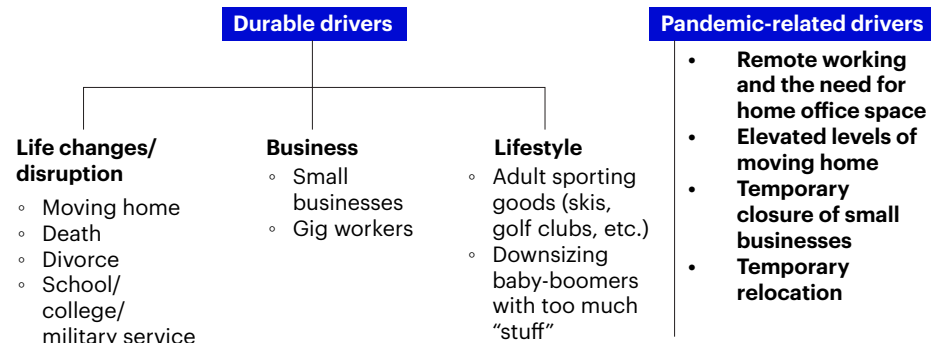 Durable drivers
Life changes/
disruption
◦ Moving home
◦ Death
◦ Divorce
◦ School/
college/
military service
Business
◦ Small
businesses
◦ Gig workers
Lifestyle
◦ Adult sporting
goods (skis,
golf clubs, etc.)
◦ Downsizing
baby-boomers
with too much
“stuff”
Pandemic-related drivers
• Remote working
and the need for
home office space
• Elevated levels of
moving home
• Temporary
closure of small
businesses
• Temporary
relocation